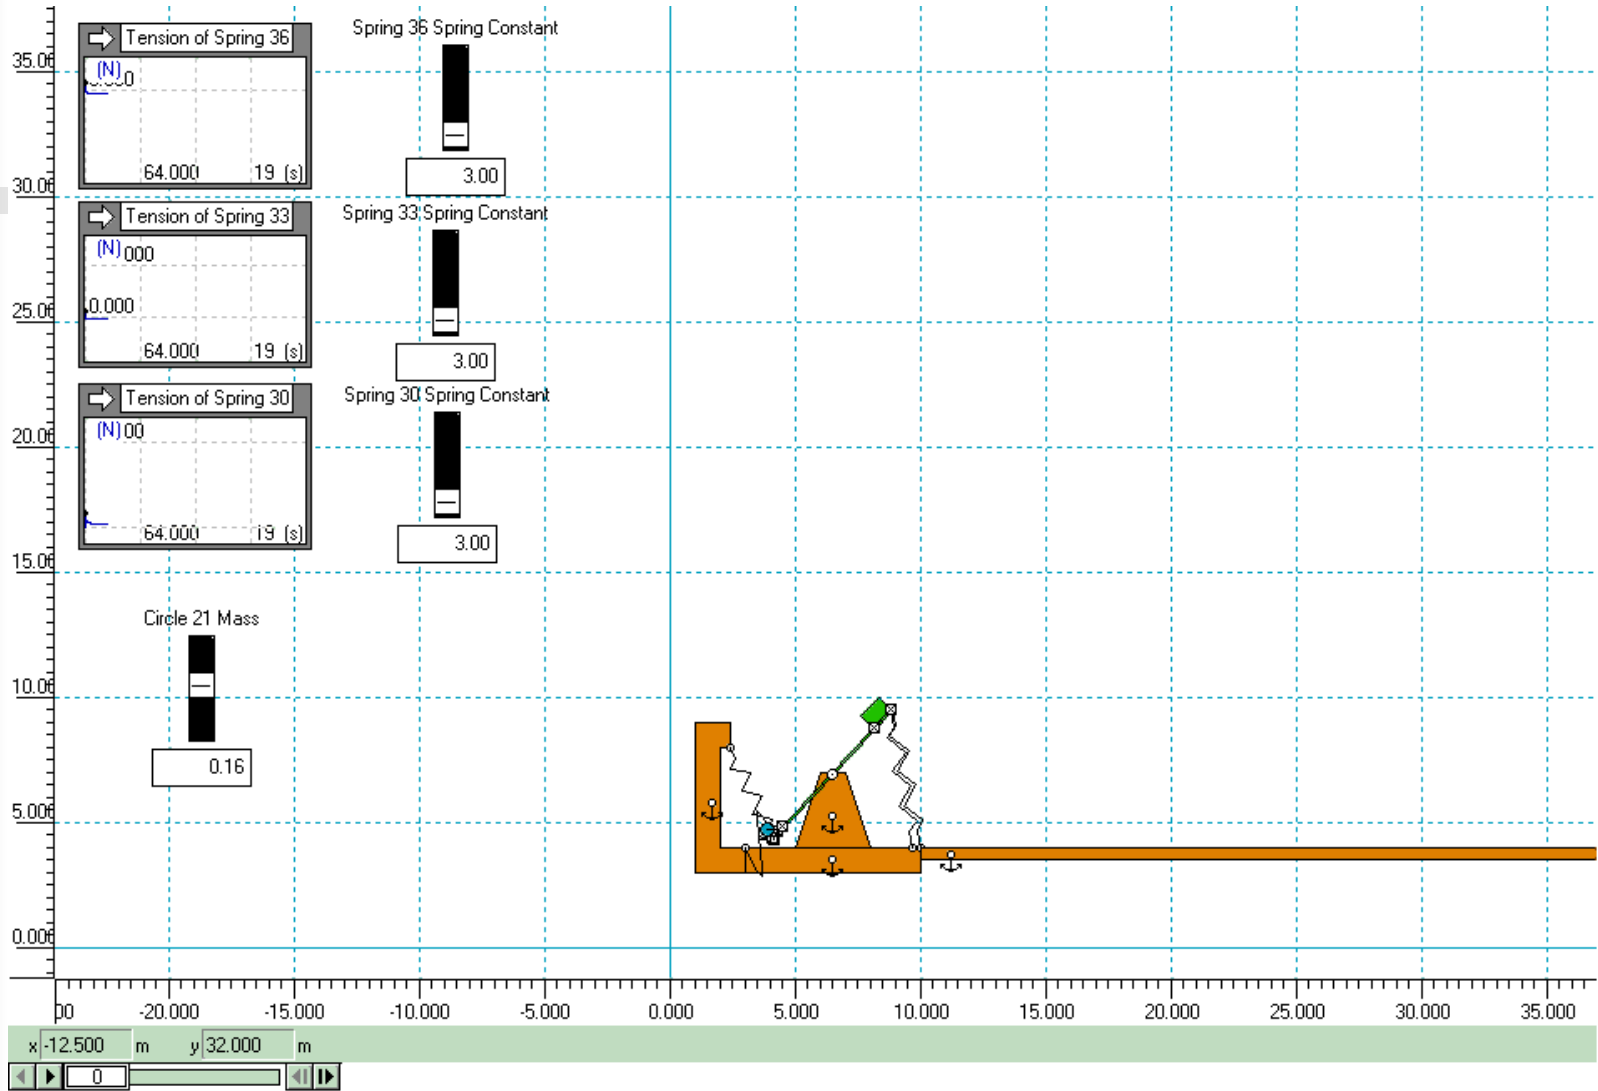 Tension of Spring 36
(N)
64.000 19 (s)
Spring 36 Spring Constant
3.00
Tension of Spring 33
(N) 000
0.000
64.000 19 (s)
Spring 33 Spring Constant
3.00
Tension of Spring 30
(N) 00
64.000 19 (s)
Spring 30 Spring Constant
3.00
Circle 21 Mass
0.16
35.00
30.00
25.00
20.00
15.00
10.00
5.000
0.000
00 -20.000 -15.000 -10.000 -5.000 0.000 5.000 10.000 15.000 20.000 25.000 30.000 35.000
x -12.500 m y 32.000 m
0